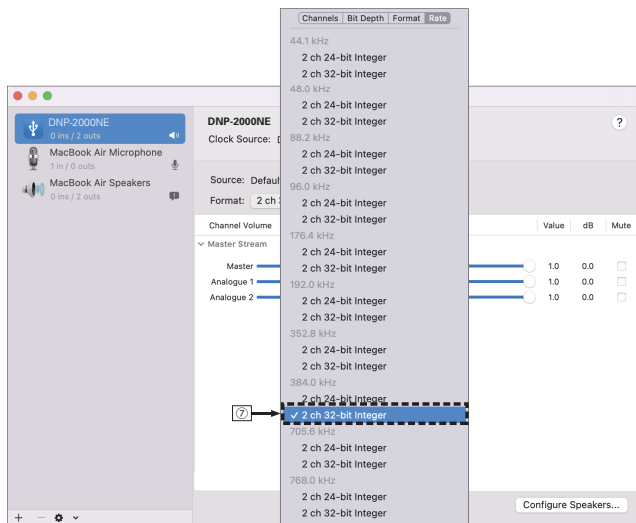 Channels Bit Depth Format Rate
44.1 kHz
2 ch 24-bit Integer
2 ch 32-bit Integer
48.0 kHz
2 ch 24-bit Integer
2 ch 32-bit Integer
88.2 kHz
2 ch 24-bit Integer
2 ch 32-bit Integer
96.0 kHz
2 ch 24-bit Integer
2 ch 32-bit Integer
176.4 kHz
2 ch 24-bit Integer
2 ch 32-bit Integer
192.0 kHz
2 ch 24-bit Integer
2 ch 32-bit Integer
352.8 kHz
2 ch 24-bit Integer
2 ch 32-bit Integer
384.0 kHz
2 ch 24-bit Integer
⑦
✓ 2 ch 32-bit Integer
705.6 kHz
2 ch 24-bit Integer
2 ch 32-bit Integer
768.0 kHz
2 ch 24-bit Integer
2 ch 32-bit Integer
DNP-2000NE
0 ins / 2 outs
MacBook Air Microphone
1 in / 0 outs
MacBook Air Speakers
0 ins / 2 outs
DNP-2000NE
?
Clock Source:
Source: Defaul
Format: 2 ch
Channel Volume Value dB Mute
Master Stream
Master 1.0 0.0
Analogue 1 1.0 0.0
Analogue 2 1.0 0.0
Configure Speakers...
+ −